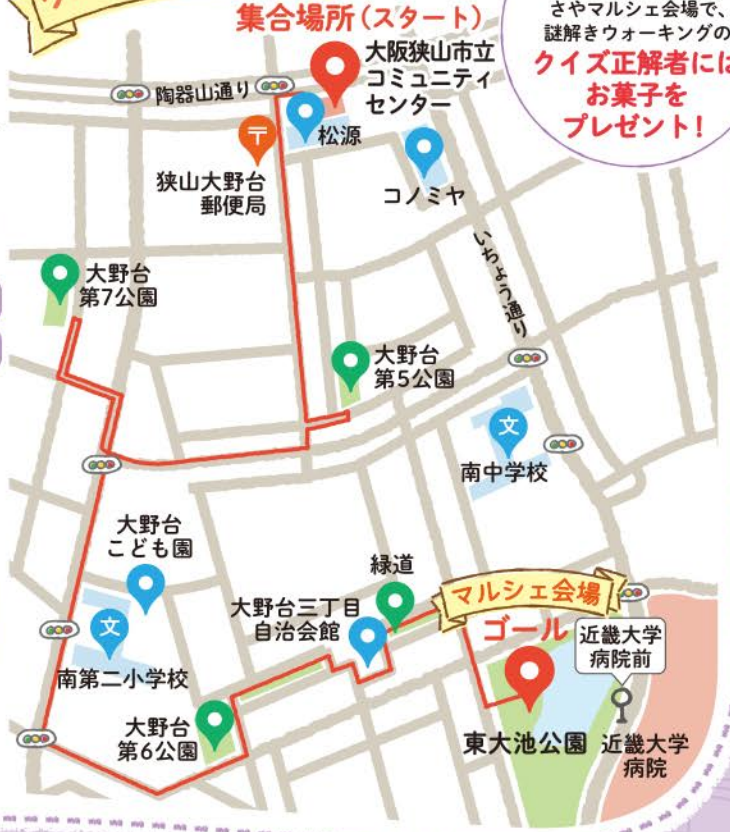 集合場所（スタート）
さやマルシェ会場で、
謎解きウォーキングの
クイズ正解者には
お菓子を
プレゼント！
大阪狭山市立
コミュニティ
センター
陶器山通り
松源
〒
狭山大野台
郵便局
コノミヤ
いちょう通り
大野台
第7公園
大野台
第5公園
文
南中学校
大野台
こども園
緑道
大野台三丁目
自治会館
マルシェ会場
ゴール
近畿大学
病院前
文
南第二小学校
大野台
第6公園
東大池公園
近畿大学
病院